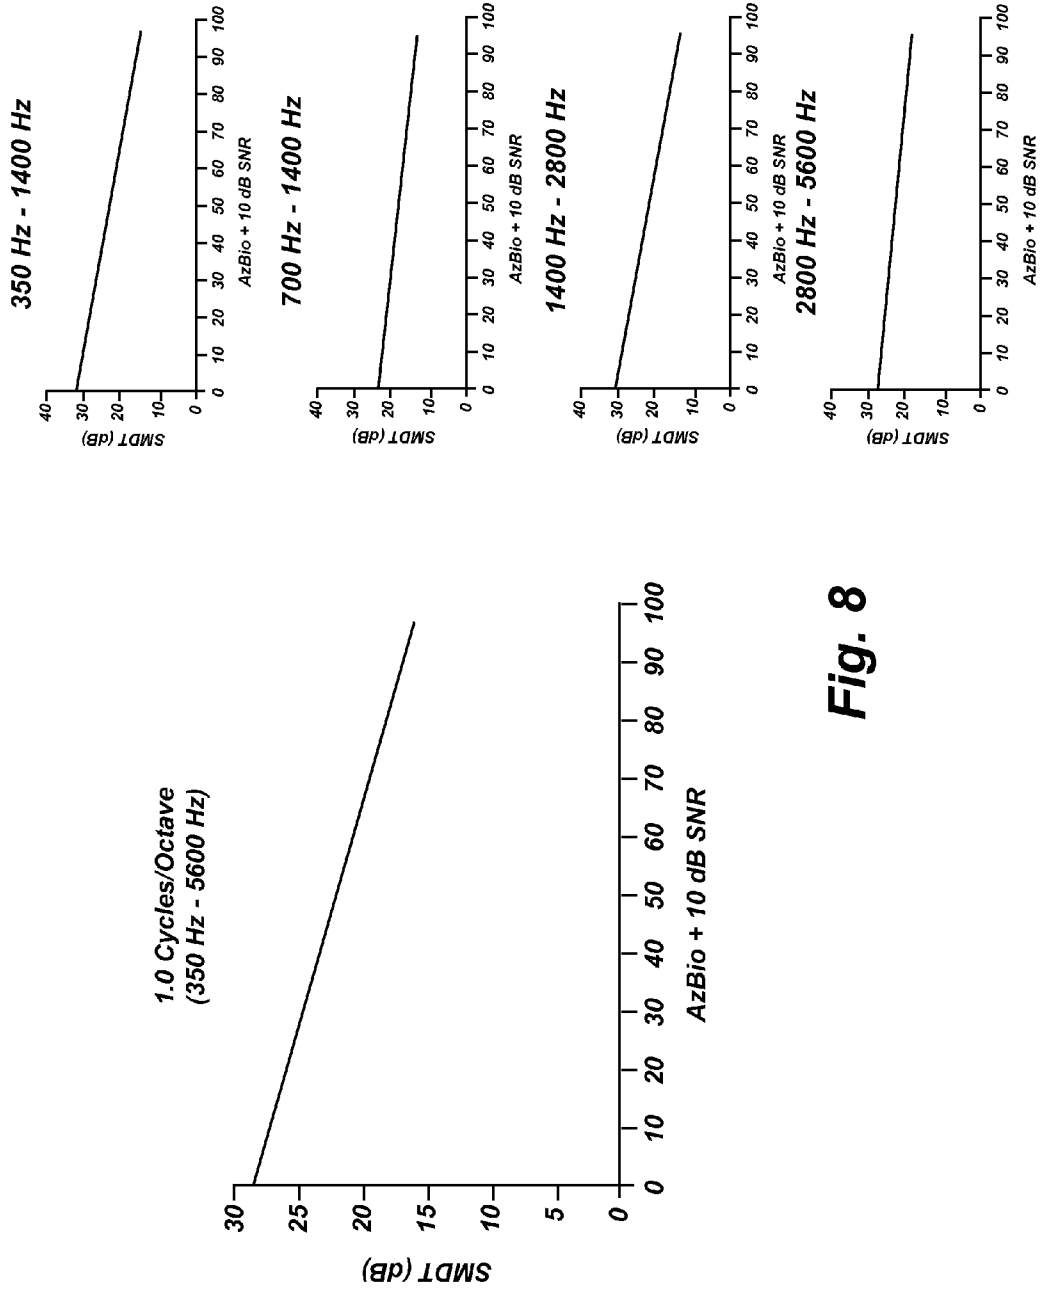 1.0 Cycles/Octave
(350 Hz - 5600 Hz)
SMDT (dB)
30
25
20
15
10
5
0
0 10 20 30 40 50 60 70 80 90 100
AzBio + 10 dB SNR
350 Hz - 1400 Hz
SMDT (dB)
40
30
20
10
0
0 10 20 30 40 50 60 70 80 90 100
AzBio + 10 dB SNR
700 Hz - 1400 Hz
SMDT (dB)
40
30
20
10
0
0 10 20 30 40 50 60 70 80 90 100
AzBio + 10 dB SNR
1400 Hz - 2800 Hz
SMDT (dB)
40
30
20
10
0
0 10 20 30 40 50 60 70 80 90 100
AzBio + 10 dB SNR
2800 Hz - 5600 Hz
SMDT (dB)
40
30
20
10
0
0 10 20 30 40 50 60 70 80 90 100
AzBio + 10 dB SNR
Fig. 8